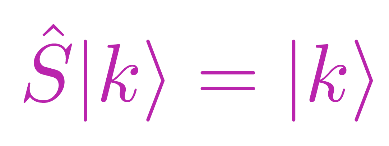 Ŝ|k⟩ = |k⟩